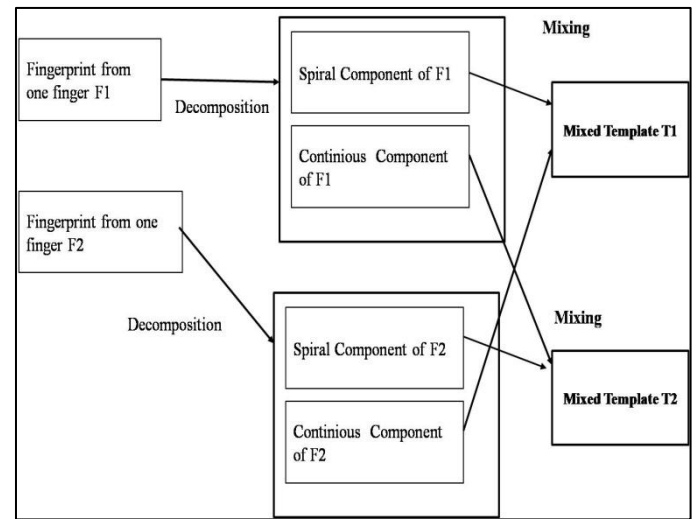 Mixing
Fingerprint from
one finger F1
Decomposition
Spiral Component of F1
Continious Component
of F1
Mixed Template T1
Fingerprint from one
finger F2
Decomposition
Spiral Component of F2
Continious Component
of F2
Mixing
Mixed Template T2